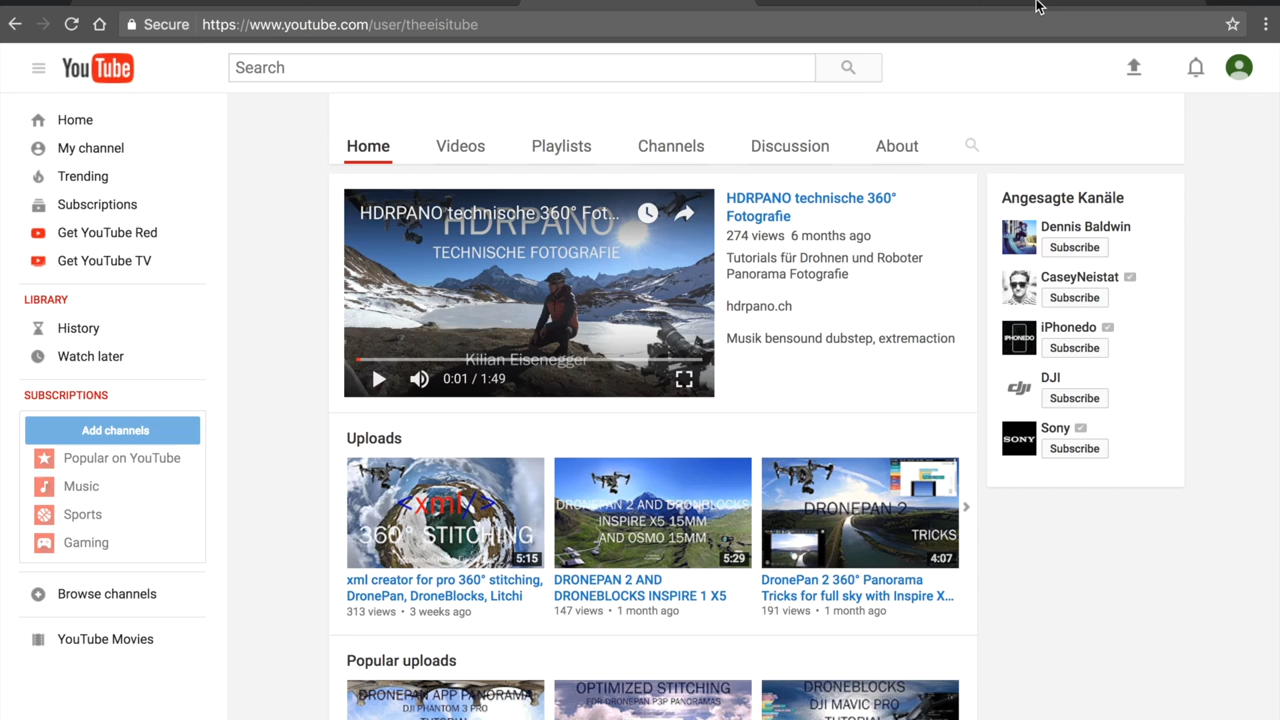 Secure https://www.youtube.com/user/theeisitube
YouTube
Search
Home
My channel
Trending
Subscriptions
Get YouTube Red
Get YouTube TV
LIBRARY
History
Watch later
SUBSCRIPTIONS
Add channels
Popular on YouTube
Music
Sports
Gaming
Browse channels
YouTube Movies
Home Videos Playlists Channels Discussion About
HDRPANO technische 360° Fot...
HDRPANO
TECHNISCHE FOTOGRAFIE
Kilian Eisenegger
0:01 / 1:49
HDRPANO technische 360°
Fotografie
274 views 6 months ago
Tutorials für Drohnen und Roboter
Panorama Fotografie
hdrpano.ch
Musik bensound dubstep, extremaction
Uploads
<xml/>
360° STITCHING
5:15
xml creator for pro 360° stitching,
DronePan, DroneBlocks, Litchi
313 views • 3 weeks ago
DRONEPAN 2 AND DRONEBLOCKS
INSPIRE X5 15MM
AND OSMO 15MM
5:29
DRONEPAN 2 AND
DRONEBLOCKS INSPIRE 1 X5
147 views • 1 month ago
DRONEPAN 2
TRICKS
4:07
DronePan 2 360° Panorama
Tricks for full sky with Inspire X...
191 views • 1 month ago
Popular uploads
DRONEPAN APP PANORAMA
DJI PHANTOM 3 PRO
TUTORIAL
OPTIMIZED STITCHING
FOR DRONEPAN P3P PANORAMAS
DRONEBLOCKS
DJI MAVIC PRO
TUTORIAL
Angesagte Kanäle
Dennis Baldwin
Subscribe
CaseyNeistat
Subscribe
IPHONEDO
iPhonedo
Subscribe
dji
DJI
Subscribe
SONY
Sony
Subscribe